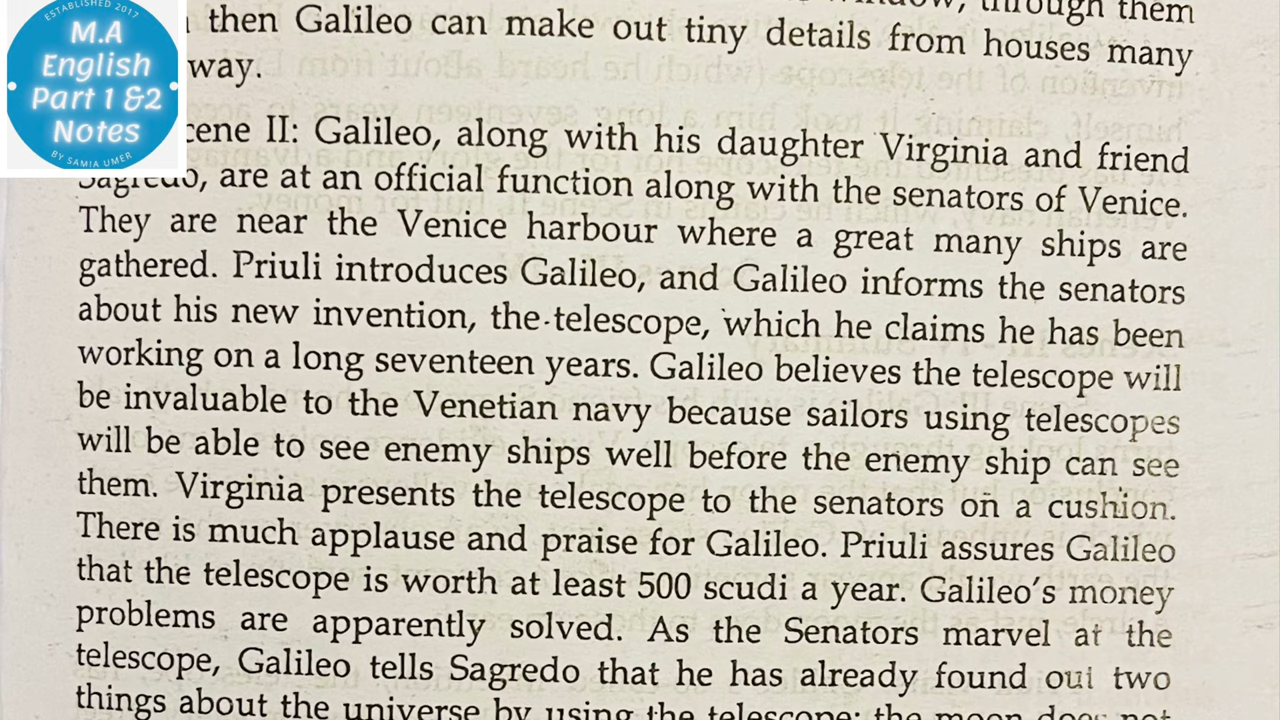 ESTABLISHED 2017
M.A
English
Part 1 &2
Notes
BY SAMIA UMER
through them
then Galileo can make out tiny details from houses many
way.
cene II: Galileo, along with his daughter Virginia and friend
Sagredo, are at an official function along with the senators of Venice.
They are near the Venice harbour where a great many ships are
gathered. Priuli introduces Galileo, and Galileo informs the senators
about his new invention, the telescope, which he claims he has been
working on a long seventeen years. Galileo believes the telescope will
be invaluable to the Venetian navy because sailors using telescopes
will be able to see enemy ships well before the enemy ship can see
them. Virginia presents the telescope to the senators on a cushion.
There is much applause and praise for Galileo. Priuli assures Galileo
that the telescope is worth at least 500 scudi a year. Galileo's money
problems are apparently solved. As the Senators marvel at the
telescope, Galileo tells Sagredo that he has already found out two
things about the universe by using the telescope: the moon does not